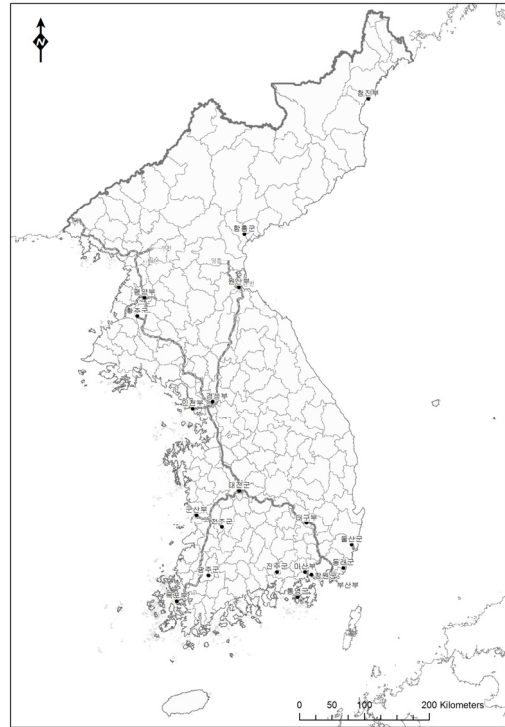 N
청진부
함흥군
원산부
평양부
황주군
경성부
인천부
대전군
군산부
전주군
대구부
울산군
동래군
부산부
진주군
마산부
창원군
광주군
통영군
목포부
0 50 100 200 Kilometers